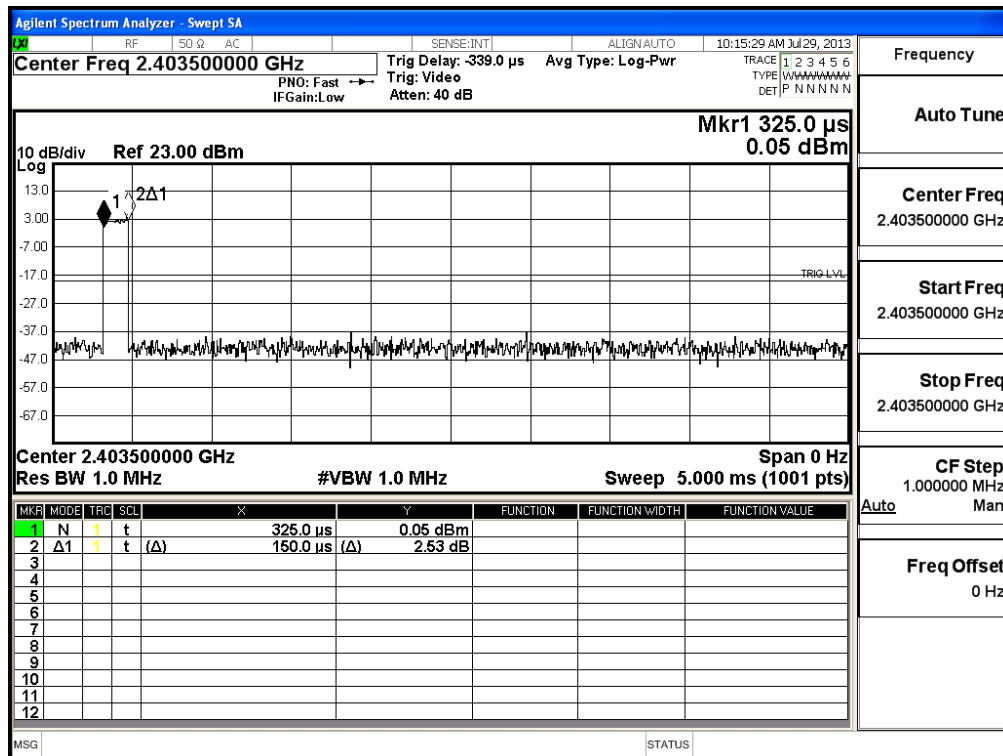 Agilent Spectrum Analyzer - Swept SA
LXI RF 50 Ω AC SENSE:INT ALIGNAUTO 10:15:29 AM Jul 29, 2013
Center Freq 2.403500000 GHz
Trig Delay: -339.0 µs Avg Type: Log-Pwr
PNO: Fast Trig: Video
IFGain:Low Atten: 40 dB
TRACE 1 2 3 4 5 6
TYPE WWWWWW
DET P N N N N N
Mkr1 325.0 µs
0.05 dBm
10 dB/div Ref 23.00 dBm
Log
13.0
3.00
-7.00
-17.0
-27.0
-37.0
-47.0
-57.0
-67.0
1
2Δ1
TRIG LVL
Center 2.403500000 GHz Span 0 Hz
Res BW 1.0 MHz #VBW 1.0 MHz Sweep 5.000 ms (1001 pts)
MKR MODE TRC SCL X Y FUNCTION FUNCTION WIDTH FUNCTION VALUE
1 N 1 t 325.0 µs 0.05 dBm
2 Δ1 1 t (Δ) 150.0 µs (Δ) 2.53 dB
3
4
5
6
7
8
9
10
11
12
MSG STATUS
Frequency
Auto Tune
Center Freq
2.403500000 GHz
Start Freq
2.403500000 GHz
Stop Freq
2.403500000 GHz
CF Step
1.000000 MHz
Auto Man
Freq Offset
0 Hz